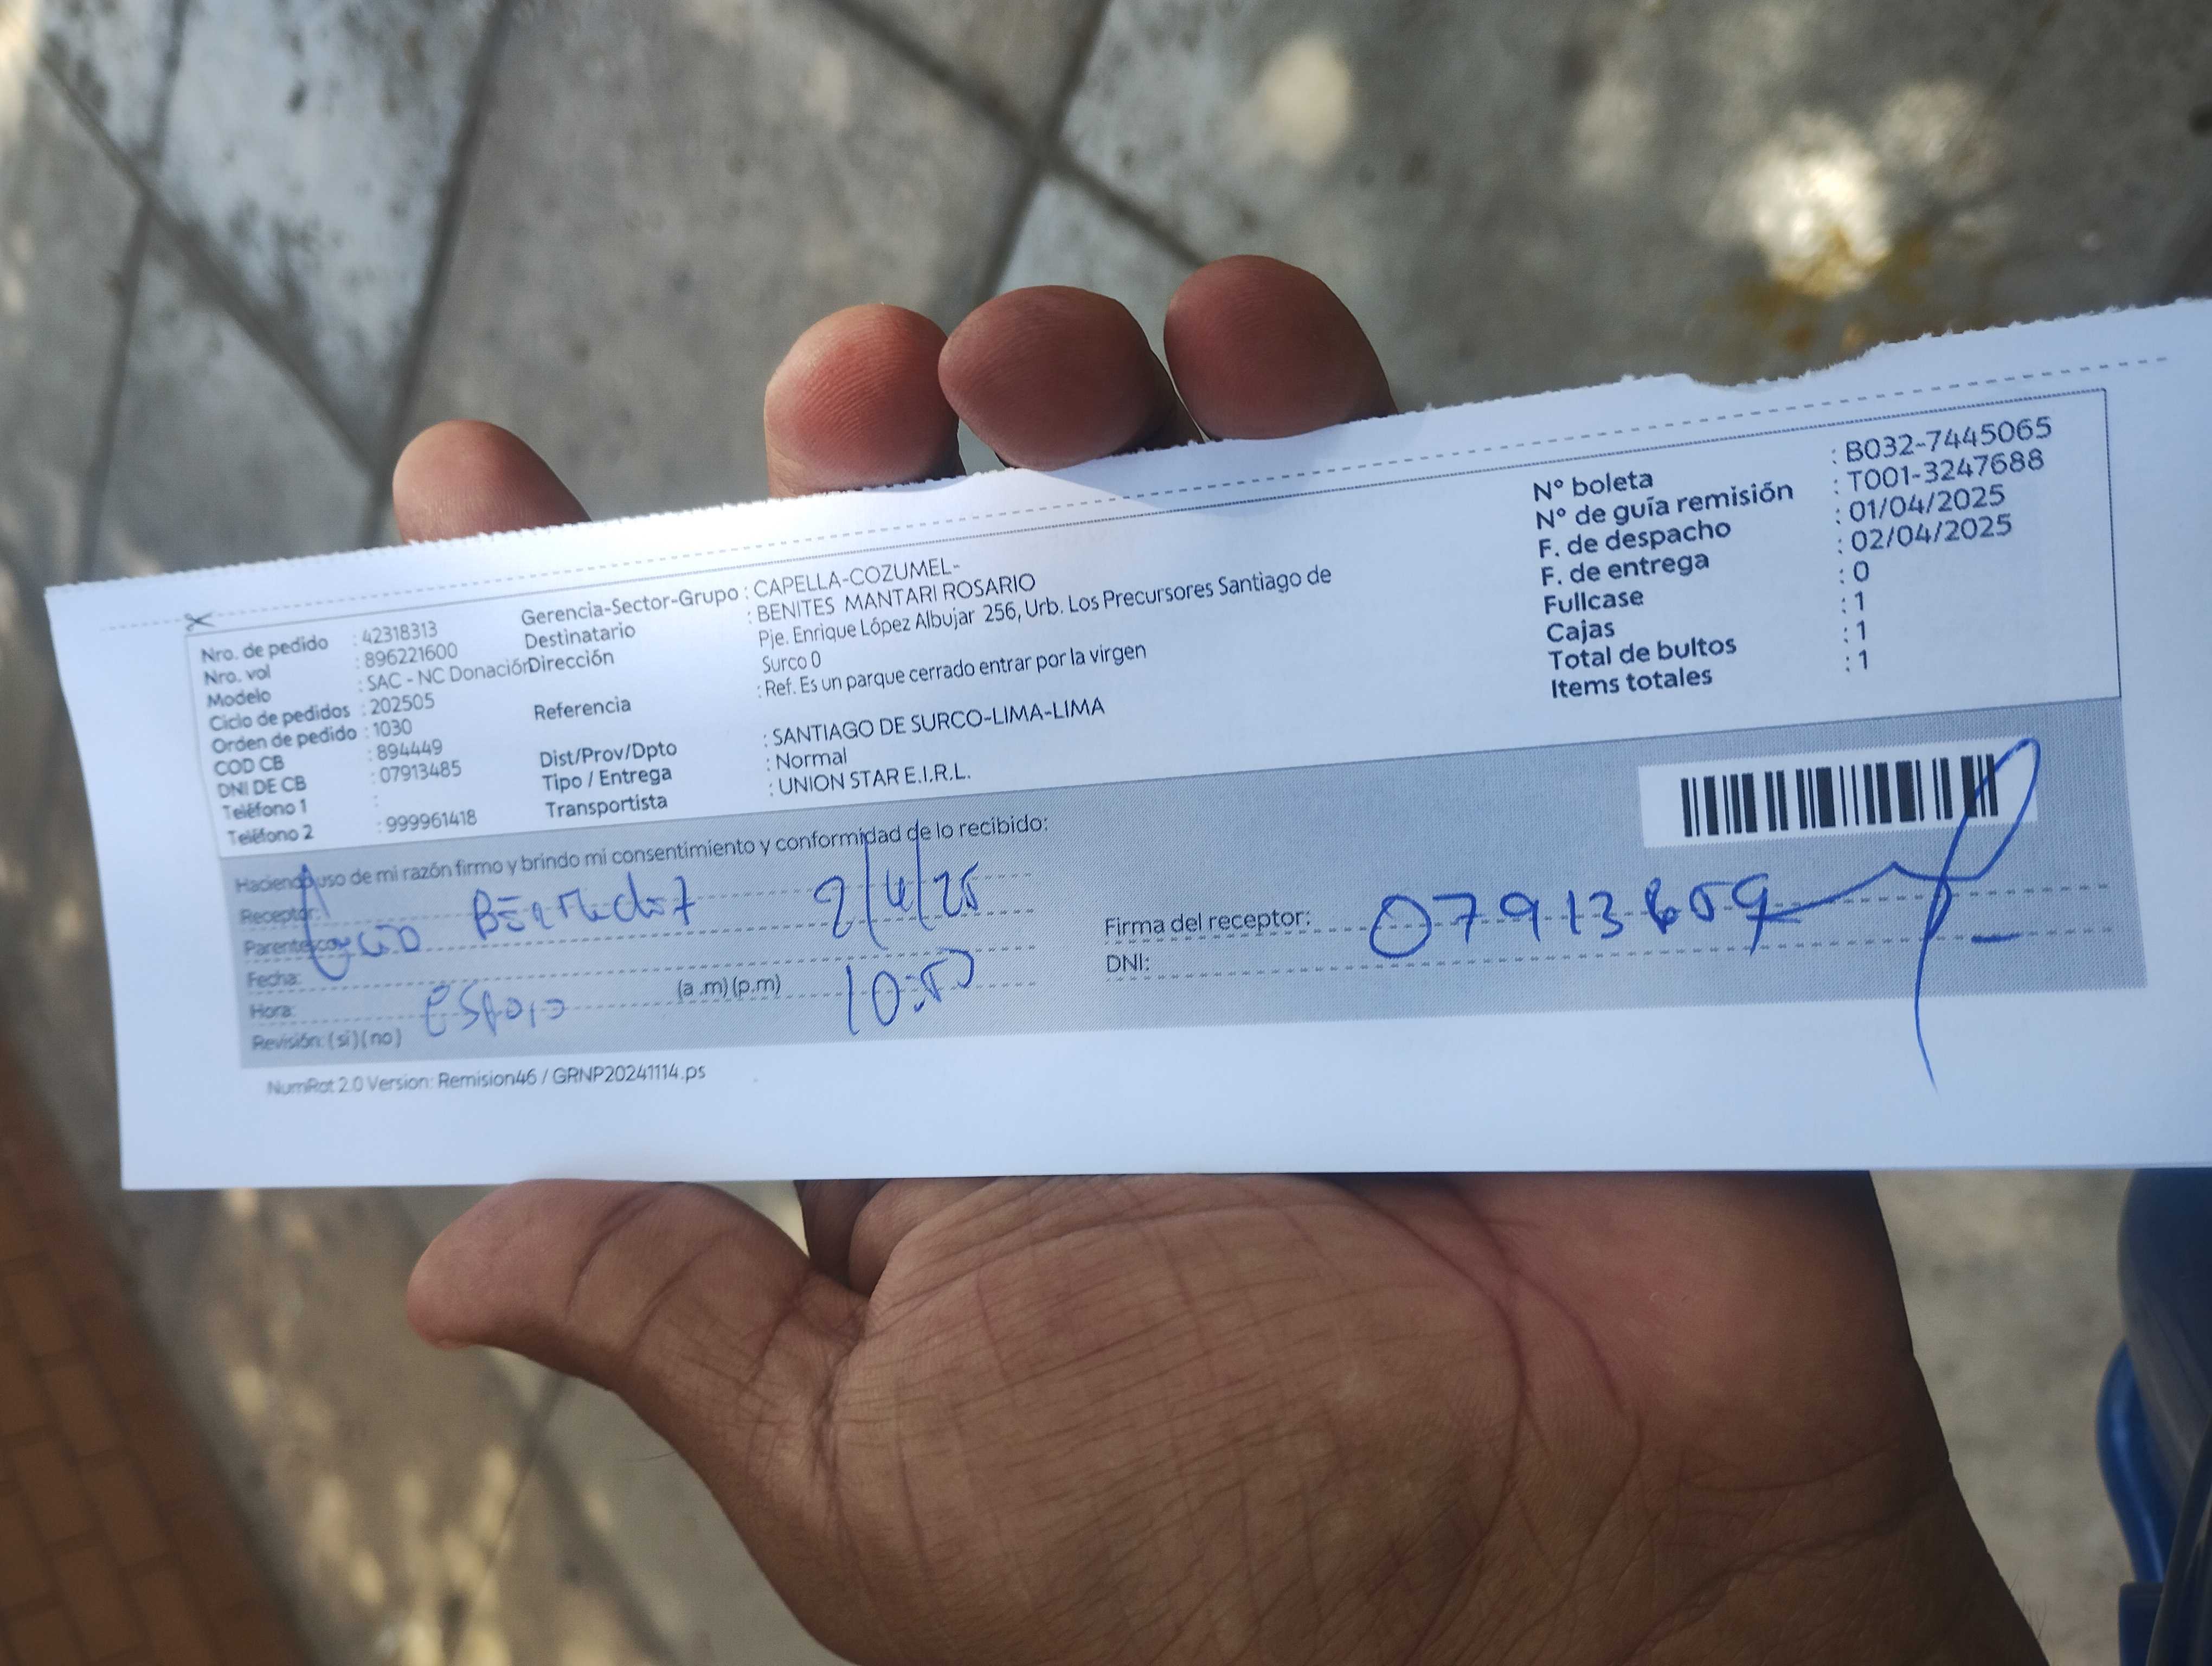 Nro. de pedido : 42318313
Nro. vol : 896221600
Modelo : SAC - NC Donación
Ciclo de pedidos : 202505
Orden de pedido : 1030
COD CB : 894449
DNI DE CB : 07913485
Teléfono 1 :
Teléfono 2 : 999961418
Gerencia-Sector-Grupo : CAPELLA-COZUMEL-
Destinatario : BENITES MANTARI ROSARIO
Dirección Pje. Enrique López Albujar 256, Urb. Los Precursores Santiago de
Surco 0
Referencia : Ref. Es un parque cerrado entrar por la virgen
Dist/Prov/Dpto : SANTIAGO DE SURCO-LIMA-LIMA
Tipo / Entrega : Normal
Transportista : UNION STAR E.I.R.L.
N° boleta : B032-7445065
N° de guía remisión : T001-3247688
F. de despacho : 01/04/2025
F. de entrega : 02/04/2025
Fullcase : 0
Cajas : 1
Total de bultos : 1
Items totales : 1
Haciendo uso de mi razón firmo y brindo mi consentimiento y conformidad de lo recibido:
Receptor:
Parentesco:
2/4/25
Fecha:
Hora: (a .m) (p.m)
Revisión: (si) (no)
Firma del receptor:
DNI:
NumRot 2.0 Version: Remision46 / GRNP20241114.ps